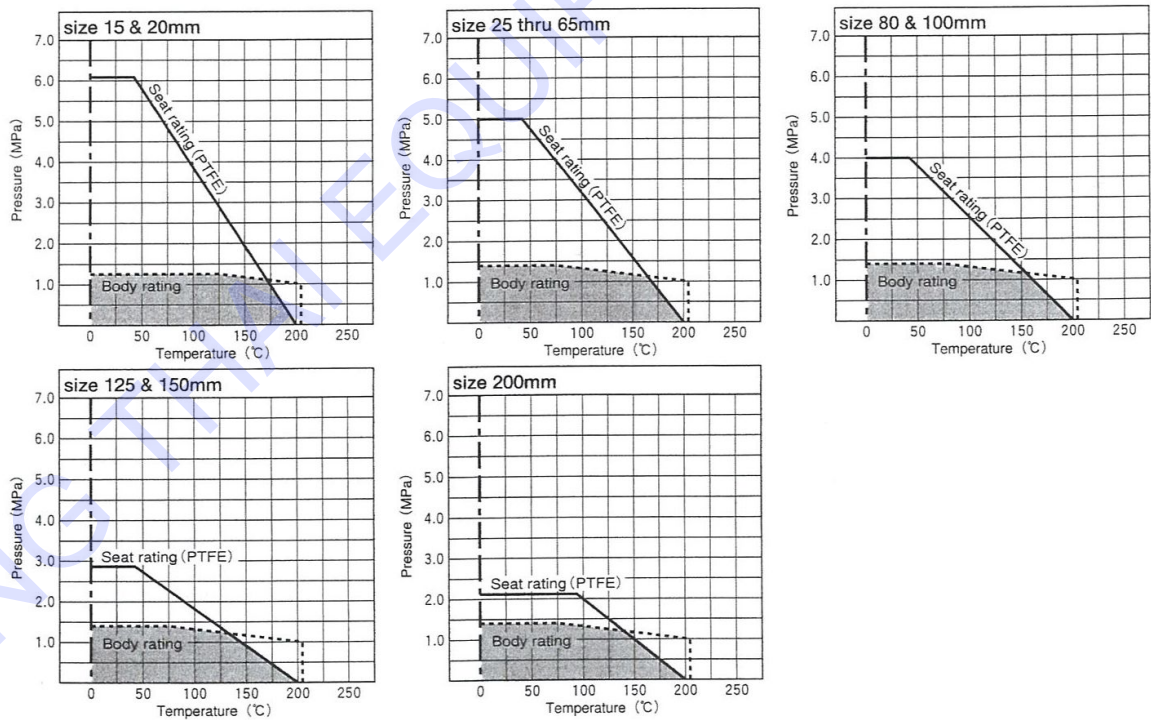 size 15 & 20mm
7.0
6.0
5.0
4.0
3.0
2.0
1.0
Pressure (MPa)
Seat rating (PTFE)
Body rating
0 50 100 150 200 250
Temperature (℃)
size 25 thru 65mm
7.0
6.0
5.0
4.0
3.0
2.0
1.0
Pressure (MPa)
Seat rating (PTFE)
Body rating
0 50 100 150 200 250
Temperature (℃)
size 80 & 100mm
7.0
6.0
5.0
4.0
3.0
2.0
1.0
Pressure (MPa)
Seat rating (PTFE)
Body rating
0 50 100 150 200 250
Temperature (℃)
size 125 & 150mm
7.0
6.0
5.0
4.0
3.0
2.0
1.0
Pressure (MPa)
Seat rating (PTFE)
Body rating
0 50 100 150 200 250
Temperature (℃)
size 200mm
7.0
6.0
5.0
4.0
3.0
2.0
1.0
Pressure (MPa)
Seat rating (PTFE)
Body rating
0 50 100 150 200 250
Temperature (℃)
NG THAI EQUIP